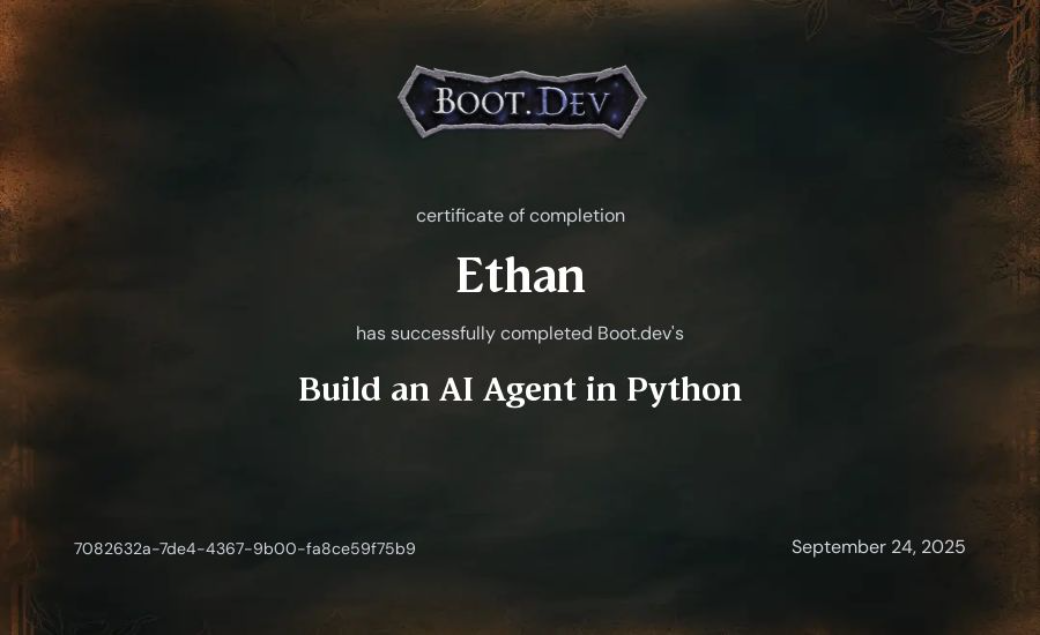 BOOT.DEV
certificate of completion
Ethan
has successfully completed Boot.dev's
Build an AI Agent in Python
7082632a-7de4-4367-9b00-fa8ce59f75b9
September 24, 2025